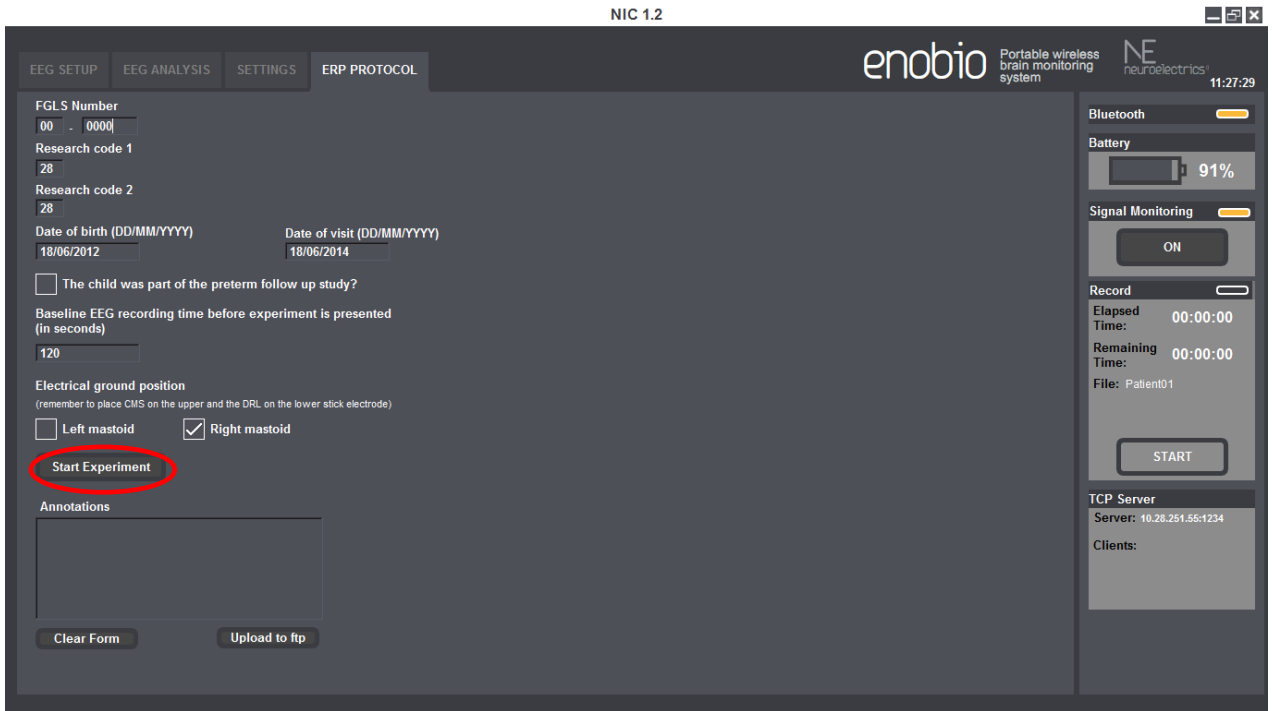 NIC 1.2
EEG SETUP EEG ANALYSIS SETTINGS ERP PROTOCOL
enobio Portable wireless
brain monitoring
system
NE
neuroelectrics®
11:27:29
FGLS Number
00 - 0000
Research code 1
28
Research code 2
28
Date of birth (DD/MM/YYYY) Date of visit (DD/MM/YYYY)
18/06/2012 18/06/2014
The child was part of the preterm follow up study?
Baseline EEG recording time before experiment is presented
(in seconds)
120
Electrical ground position
(remember to place CMS on the upper and the DRL on the lower stick electrode)
Left mastoid Right mastoid
Start Experiment
Annotations
Clear Form Upload to ftp
Bluetooth
Battery
91%
Signal Monitoring
ON
Record
Elapsed
Time: 00:00:00
Remaining
Time: 00:00:00
File: Patient01
START
TCP Server
Server: 10.28.251.55:1234
Clients: